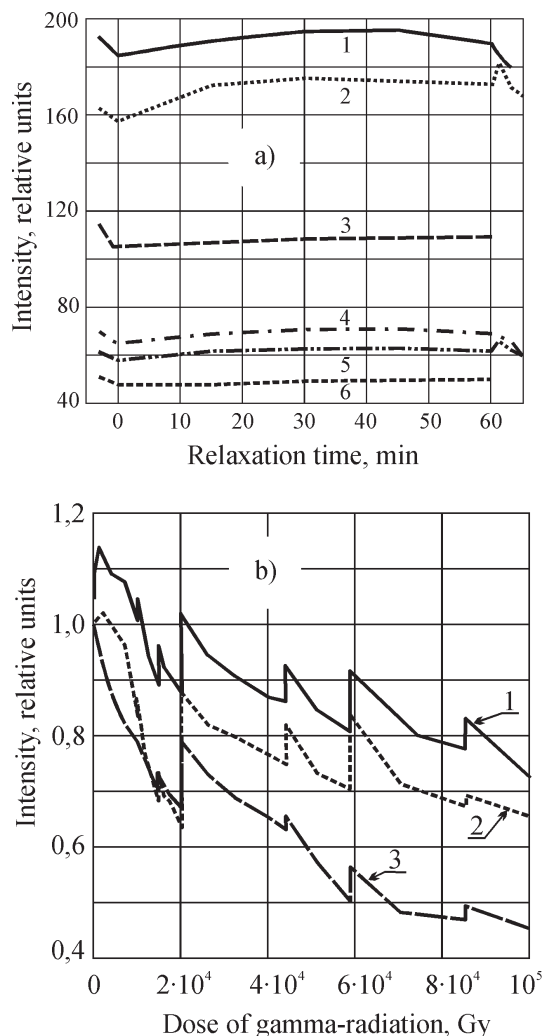 200
160
120
80
40
Intensity, relative units
a)
1
2
3
4
5
6
0 10 20 30 40 50 60
Relaxation time, min
1,2
1,0
0,8
0,6
0,4
Intensity, relative units
b)
1
2
3
0 2·10⁴ 4·10⁴ 6·10⁴ 8·10⁴ 10⁵
Dose of gamma-radiation, Gy